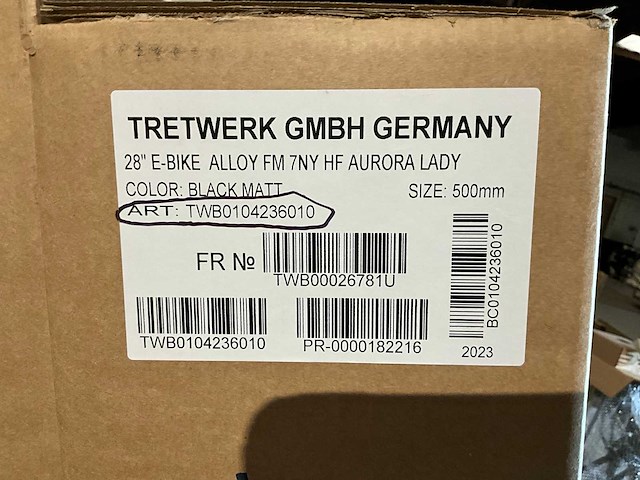 TRETWERK GMBH GERMANY
28" E-BIKE ALLOY FM 7NY HF AURORA LADY
COLOR: BLACK MATT SIZE: 500mm
ART: TWB0104236010
FR №
TWB00026781U
BC0104236010
TWB0104236010 PR-0000182216
2023